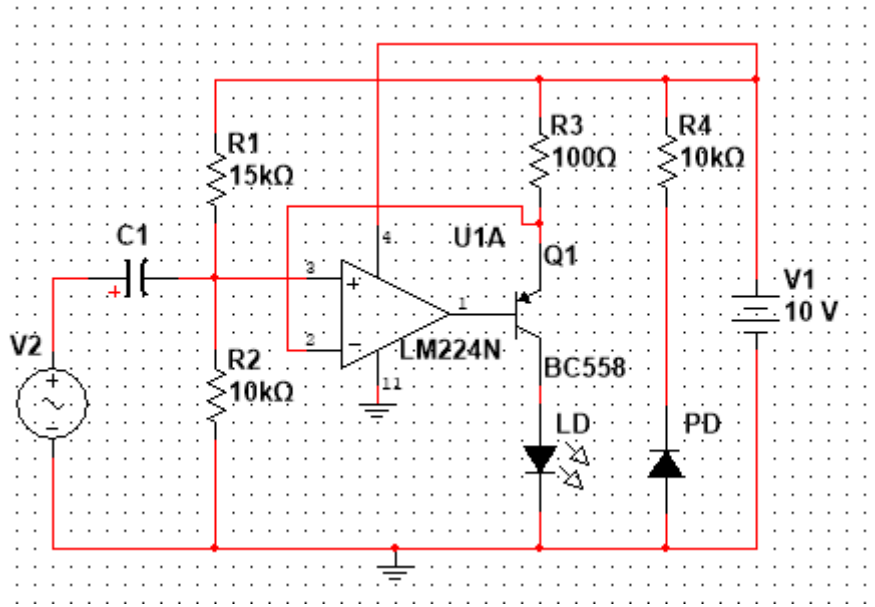 R1
15kΩ
R3
100Ω
R4
10kΩ
C1
+
4
U1A
Q1
3
+
1
2
−
LM224N
11
V1
10 V
V2
+
−
R2
10kΩ
BC558
LD
PD